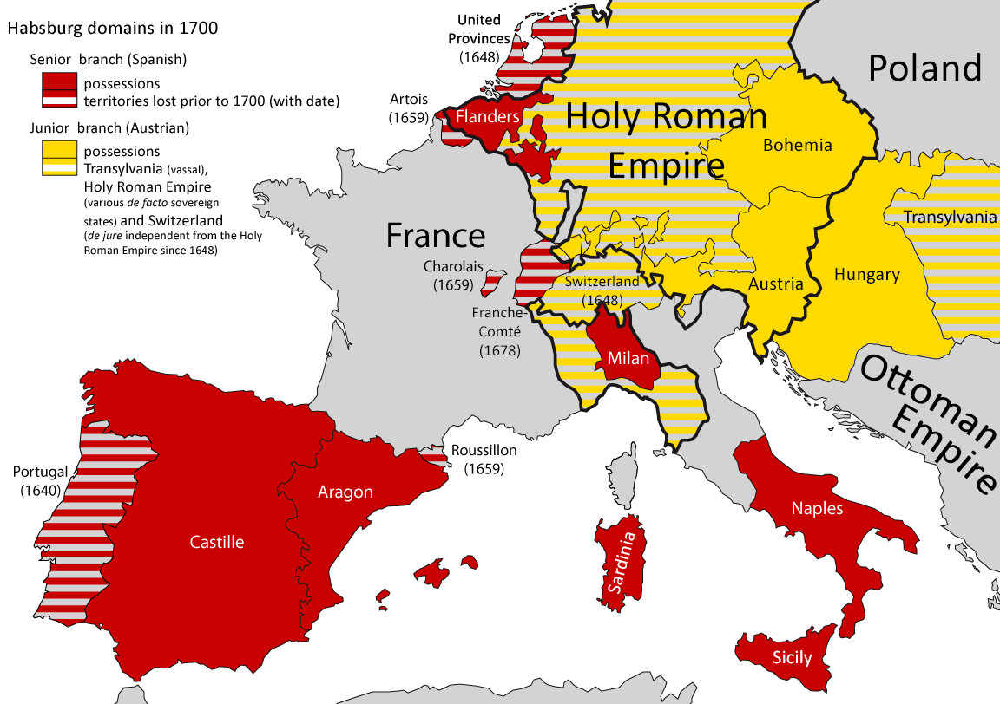 Habsburg domains in 1700
Senior branch (Spanish)
possessions
territories lost prior to 1700 (with date)
Junior branch (Austrian)
possessions
Transylvania (vassal),
Holy Roman Empire
(various de facto sovereign
states) and Switzerland
(de jure independent from the Holy
Roman Empire since 1648)
United
Provinces
(1648)
Artois
(1659)
Flanders
Holy Roman
Empire
Poland
Bohemia
Transylvania
France
Charolais
(1659)
Franche-
Comté
(1678)
Switzerland
(1648)
Austria
Hungary
Milan
Ottoman
Empire
Roussillon
(1659)
Portugal
(1640)
Aragon
Castille
Naples
Sardinia
Sicily